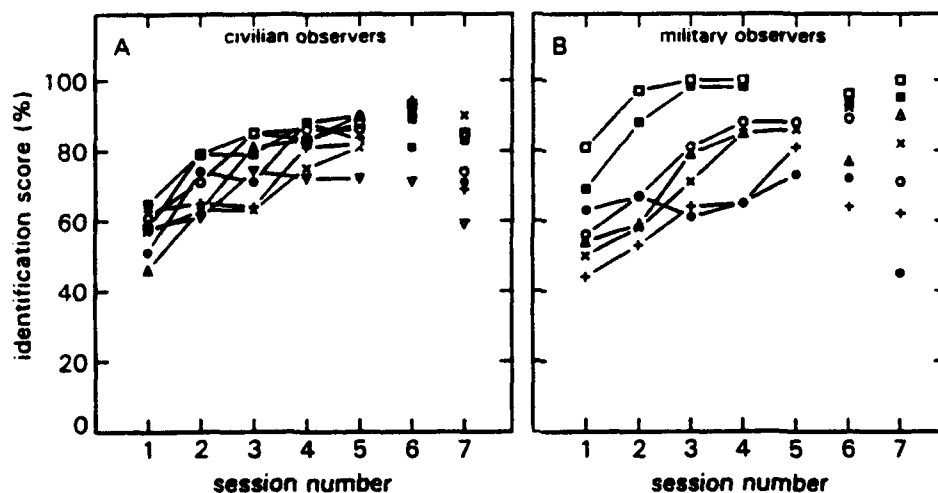 A civilian observers
B military observers
identification score (%)
100
80
60
40
20
0
1 2 3 4 5 6 7
1 2 3 4 5 6 7
session number
session number